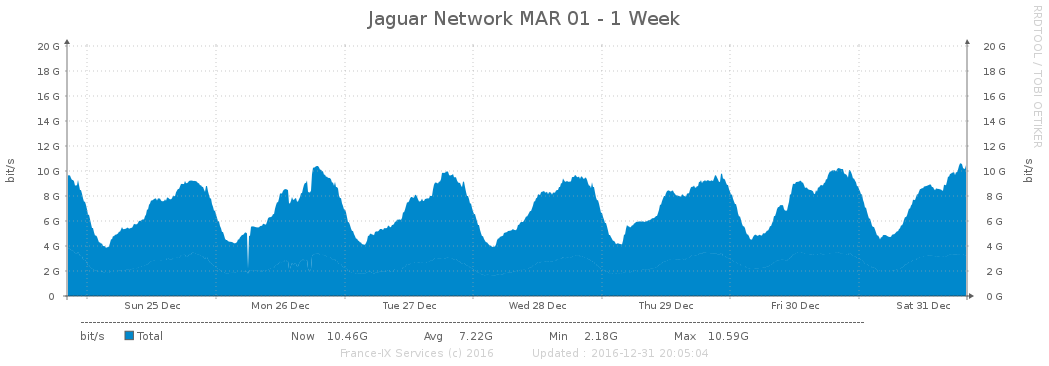 Jaguar Network MAR 01 - 1 Week
RRDTOOL / TOBI OETIKER
20 G 20 G
18 G 18 G
16 G 16 G
14 G 14 G
12 G 12 G
10 G 10 G
8 G 8 G
6 G 6 G
4 G 4 G
2 G 2 G
0 0 G
bit/s bit/s
Sun 25 Dec Mon 26 Dec Tue 27 Dec Wed 28 Dec Thu 29 Dec Fri 30 Dec Sat 31 Dec
bit/s Total Now 10.46G Avg 7.22G Min 2.18G Max 10.59G
France-IX Services (c) 2016 Updated : 2016-12-31 20:05:04